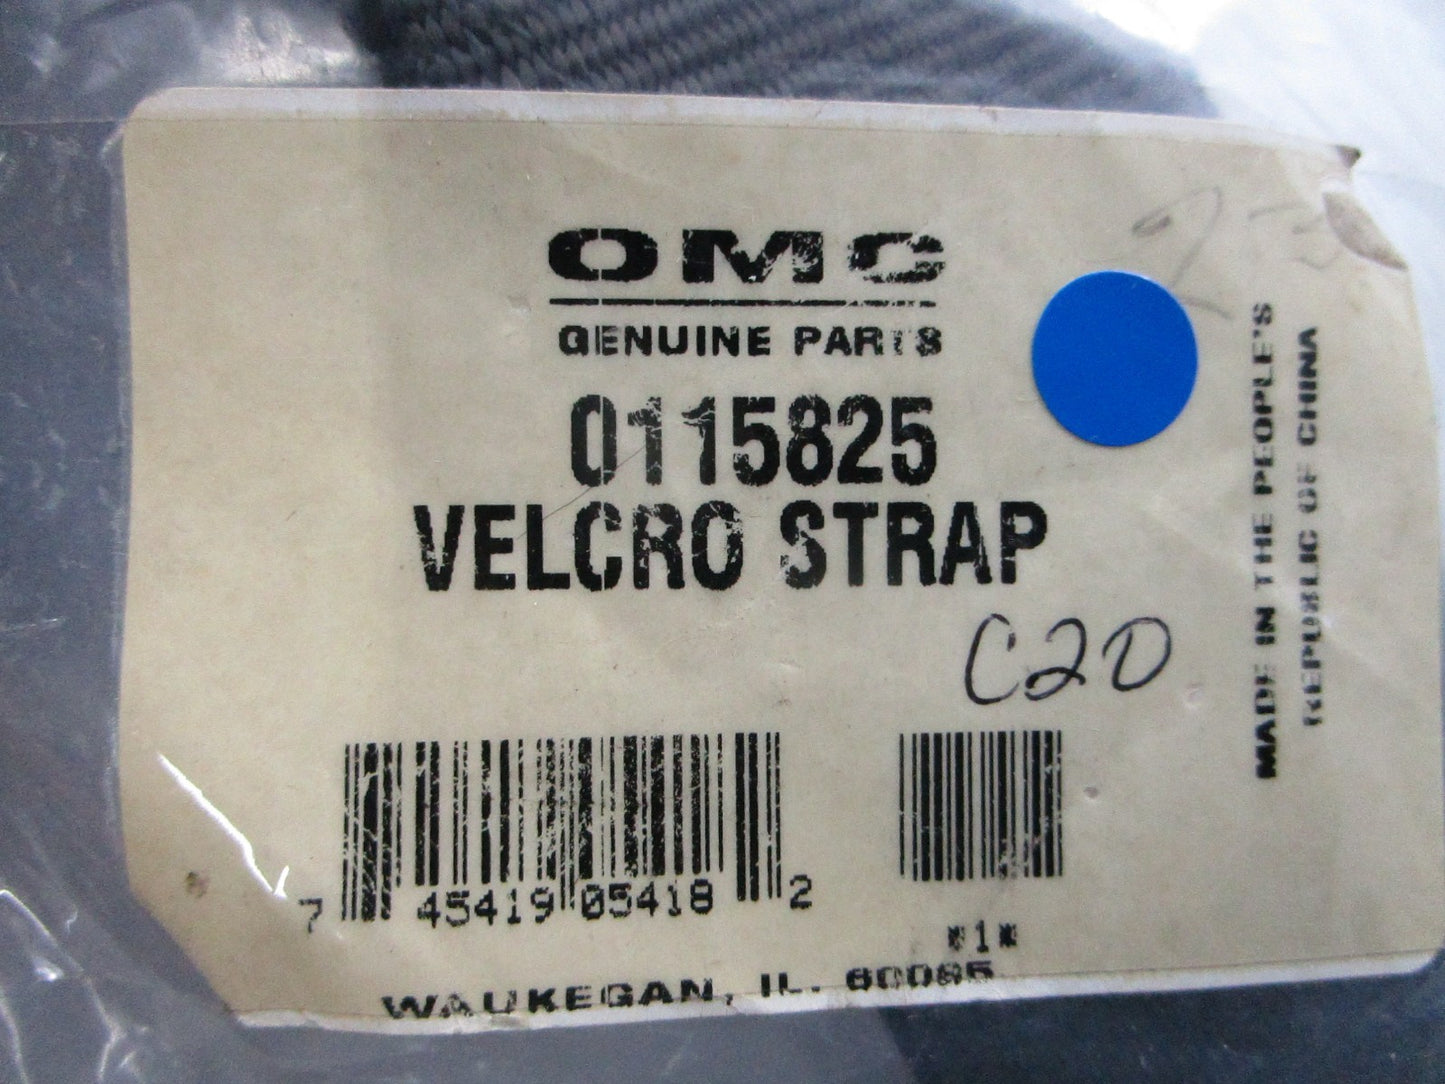 OMC
GENUINE PARTS
0115825
VELCRO STRAP
C20
7 45419 05418 2
*1*
WAUKEGAN, IL. 60085
MADE IN THE PEOPLE'S
REPUBLIC OF CHINA